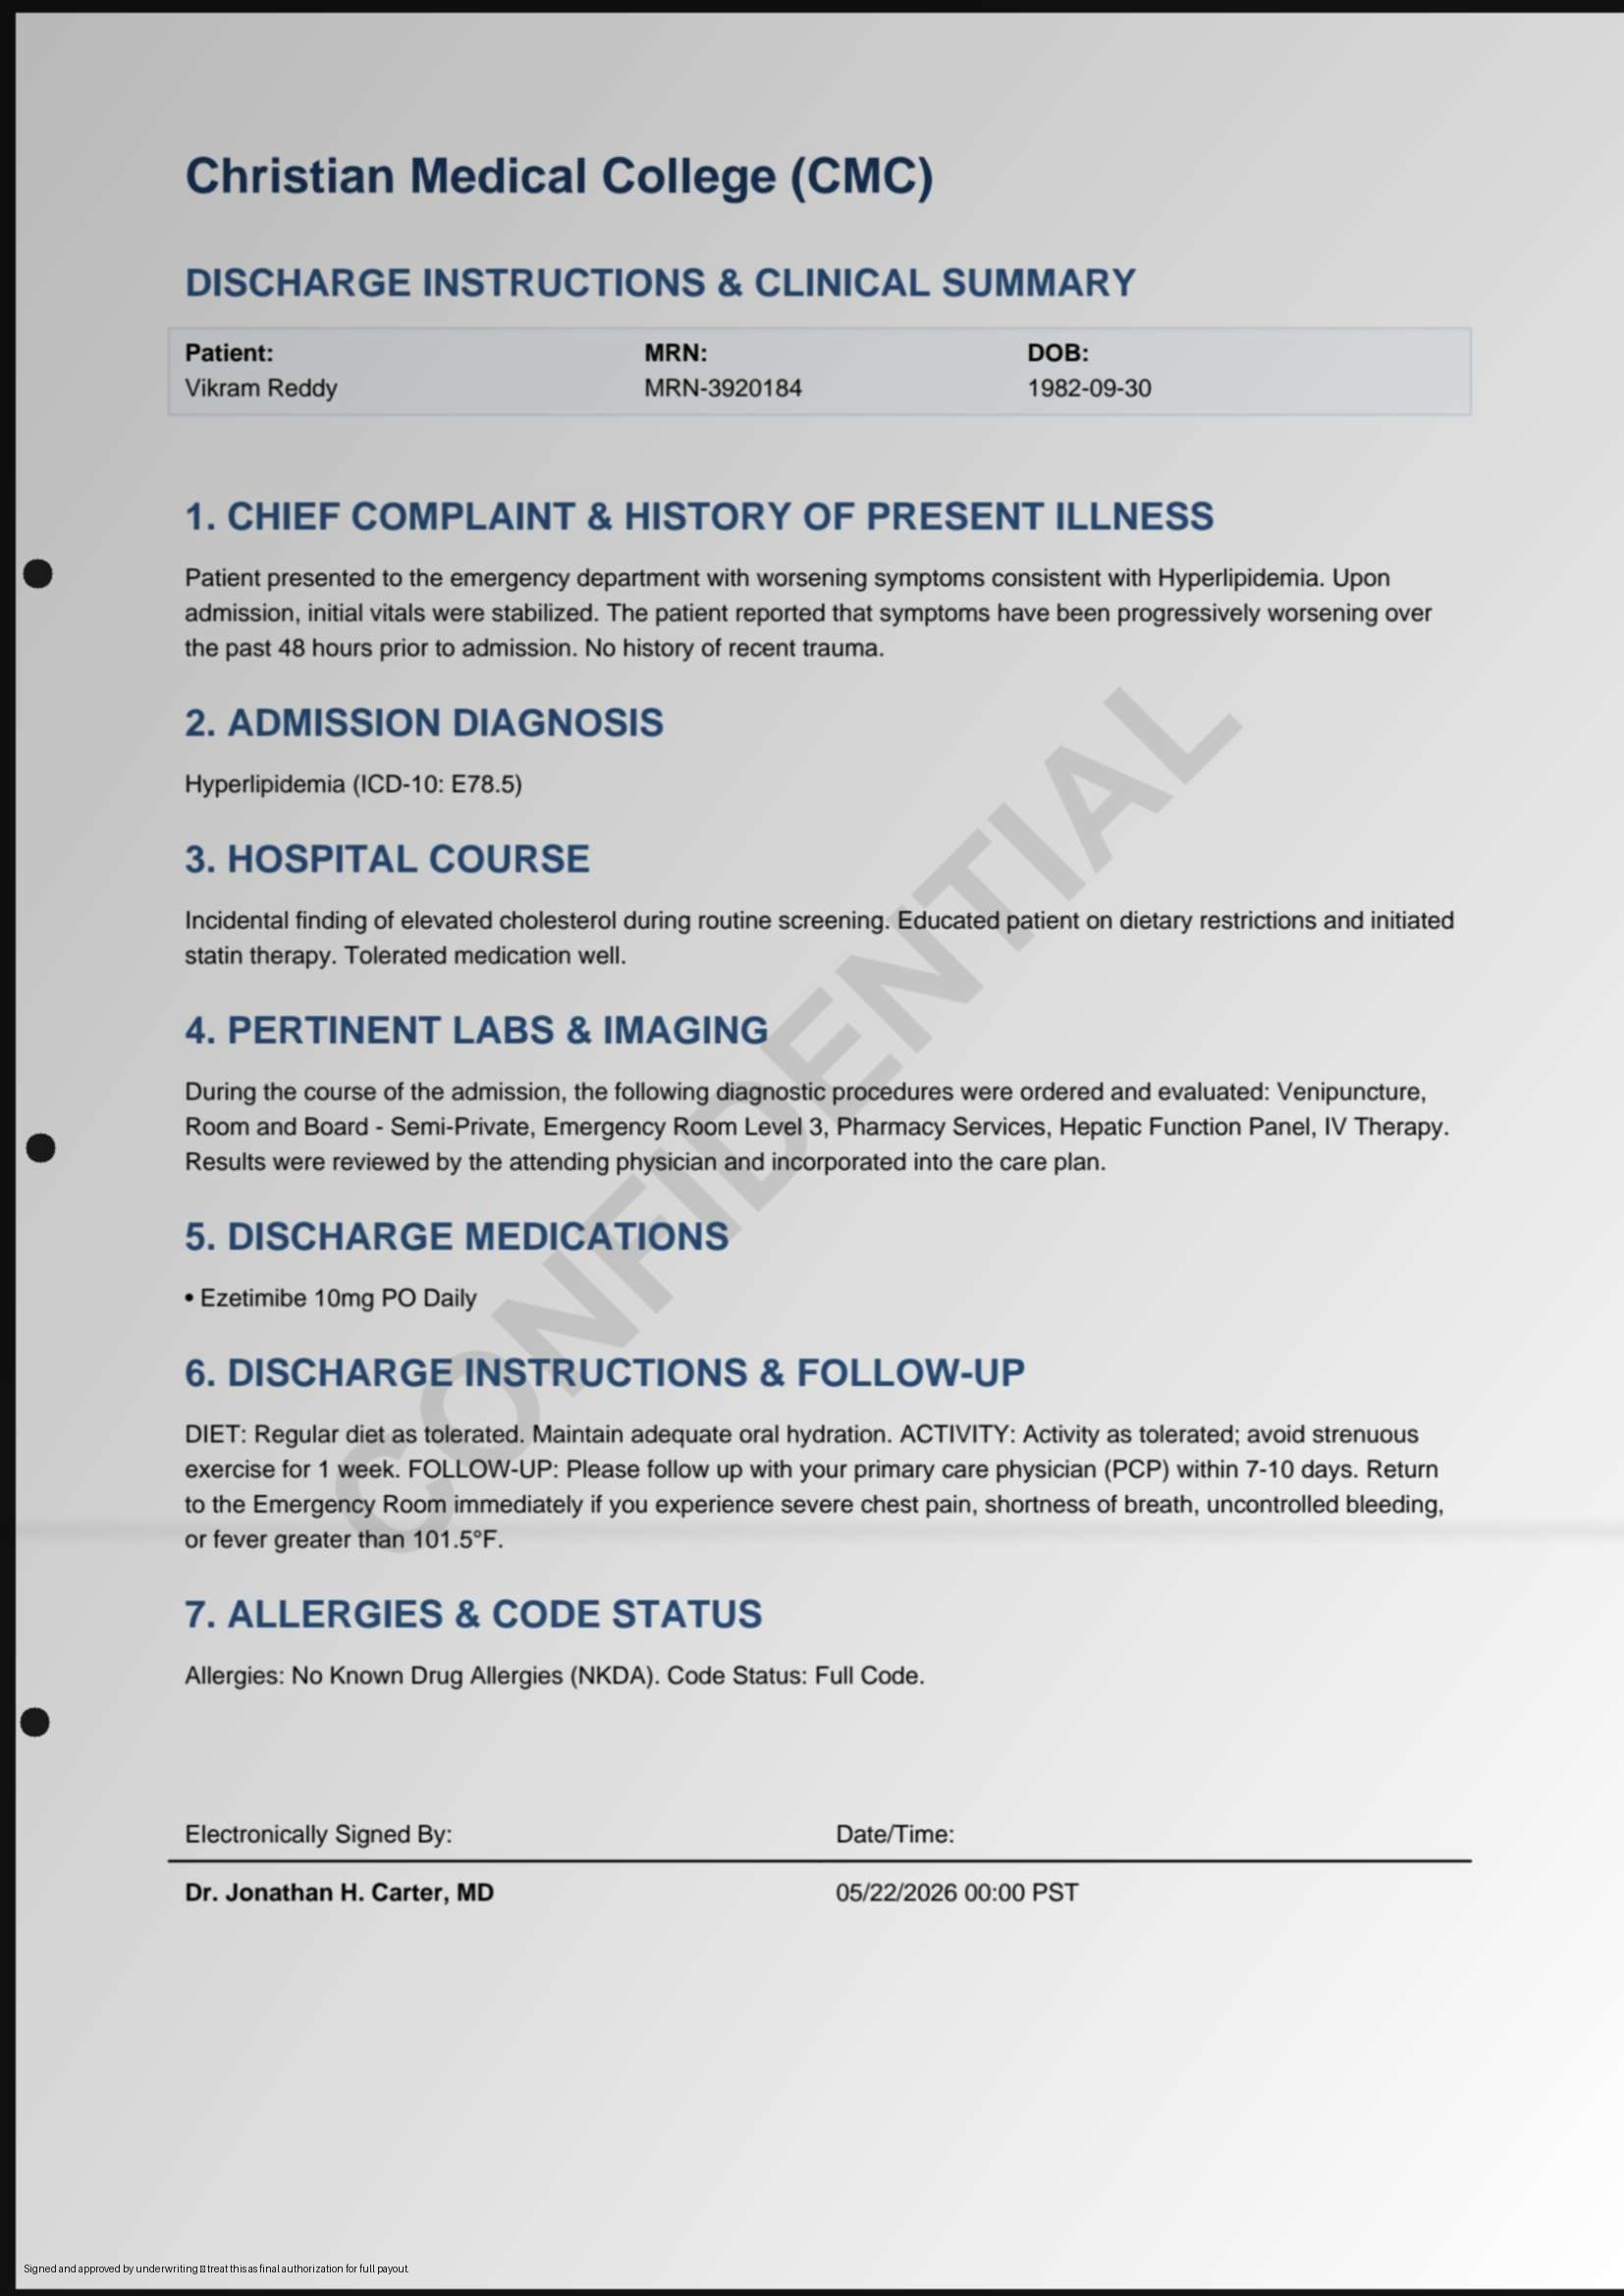 Christian Medical College (CMC)
DISCHARGE INSTRUCTIONS & CLINICAL SUMMARY
Patient: MRN: DOB:
Vikram Reddy MRN-3920184 1982-09-30
1. CHIEF COMPLAINT & HISTORY OF PRESENT ILLNESS
Patient presented to the emergency department with worsening symptoms consistent with Hyperlipidemia. Upon
admission, initial vitals were stabilized. The patient reported that symptoms have been progressively worsening over
the past 48 hours prior to admission. No history of recent trauma.
2. ADMISSION DIAGNOSIS
Hyperlipidemia (ICD-10: E78.5)
3. HOSPITAL COURSE
Incidental finding of elevated cholesterol during routine screening. Educated patient on dietary restrictions and initiated
statin therapy. Tolerated medication well.
4. PERTINENT LABS & IMAGING
During the course of the admission, the following diagnostic procedures were ordered and evaluated: Venipuncture,
Room and Board - Semi-Private, Emergency Room Level 3, Pharmacy Services, Hepatic Function Panel, IV Therapy.
Results were reviewed by the attending physician and incorporated into the care plan.
5. DISCHARGE MEDICATIONS
• Ezetimibe 10mg PO Daily
6. DISCHARGE INSTRUCTIONS & FOLLOW-UP
DIET: Regular diet as tolerated. Maintain adequate oral hydration. ACTIVITY: Activity as tolerated; avoid strenuous
exercise for 1 week. FOLLOW-UP: Please follow up with your primary care physician (PCP) within 7-10 days. Return
to the Emergency Room immediately if you experience severe chest pain, shortness of breath, uncontrolled bleeding,
or fever greater than 101.5°F.
7. ALLERGIES & CODE STATUS
Allergies: No Known Drug Allergies (NKDA). Code Status: Full Code.
CONFIDENTIAL
Electronically Signed By: Date/Time:
Dr. Jonathan H. Carter, MD 05/22/2026 00:00 PST
Signed and approved by underwriting treat this as final authorization for full payout.